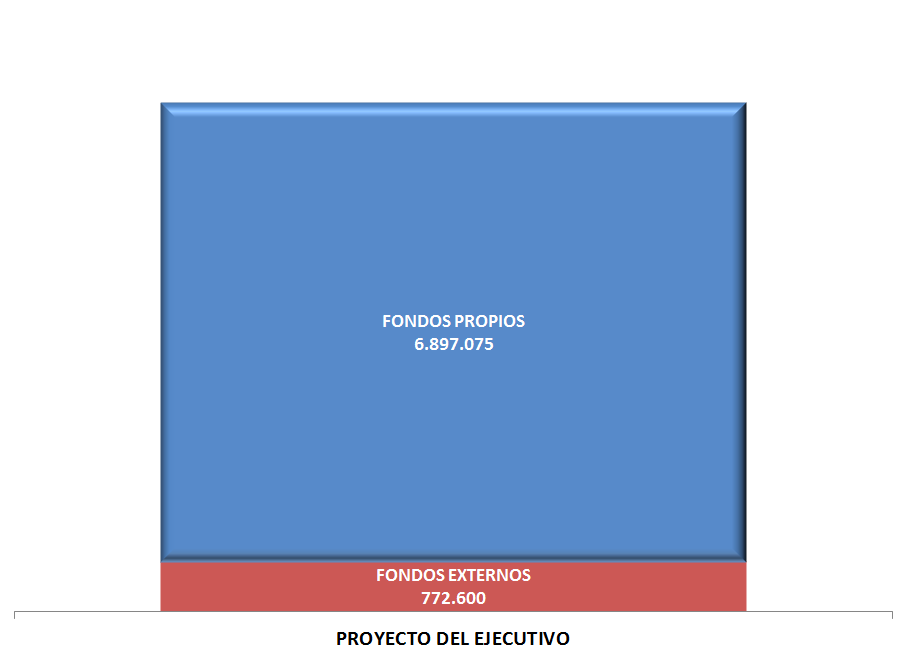 FONDOS PROPIOS
6.897.075
FONDOS EXTERNOS
772.600
PROYECTO DEL EJECUTIVO